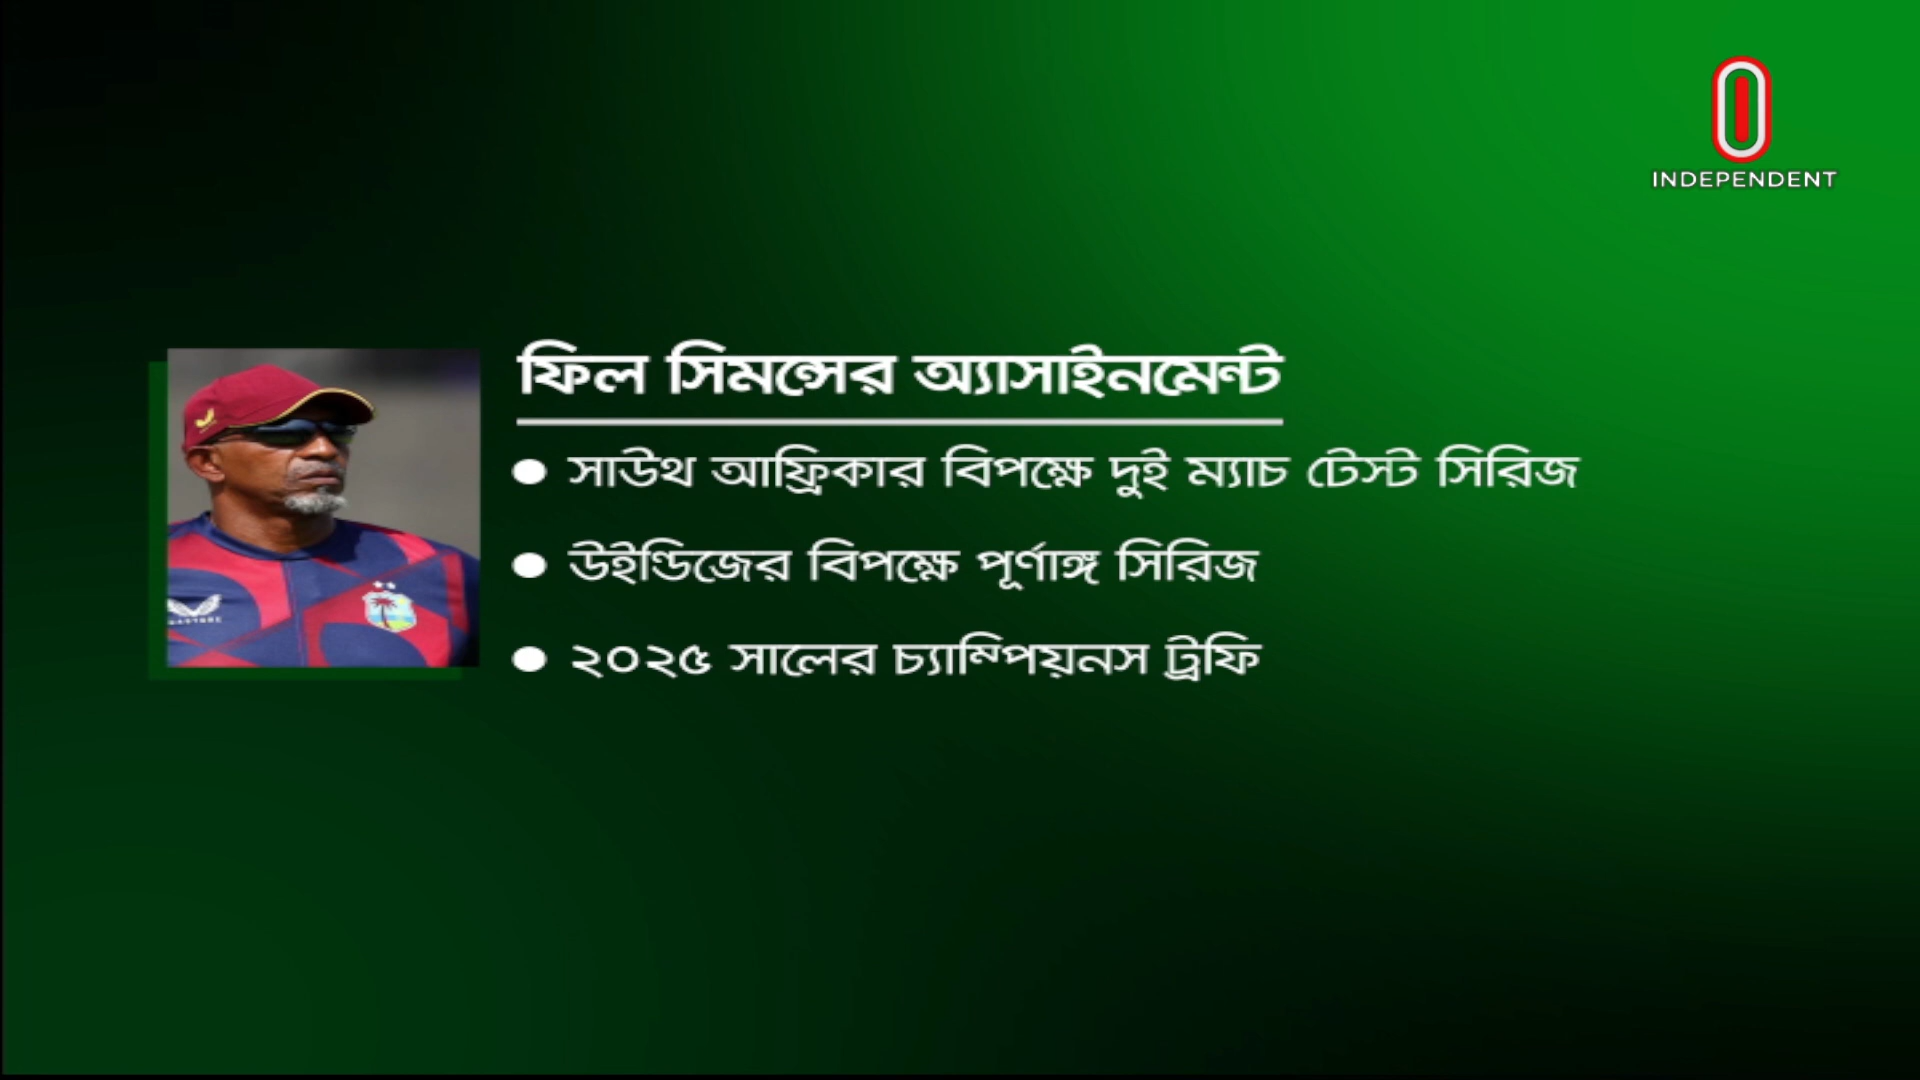 INDEPENDENT
ফিল সিমন্সের অ্যাসাইনমেন্ট
● সাউথ আফ্রিকার বিপক্ষে দুই ম্যাচ টেস্ট সিরিজ
● উইন্ডিজের বিপক্ষে পূর্ণাঙ্গ সিরিজ
● ২০২৫ সালের চ্যাম্পিয়নস ট্রফি